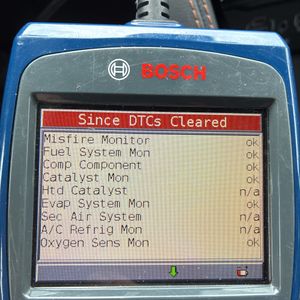 BOSCH
Since DTCs Cleared
Misfire Monitor ok
Fuel System Mon ok
Comp Component ok
Catalyst Mon ok
Htd Catalyst n/a
Evap System Mon ok
Sec Air System n/a
A/C Refrig Mon n/a
Oxygen Sens Mon ok